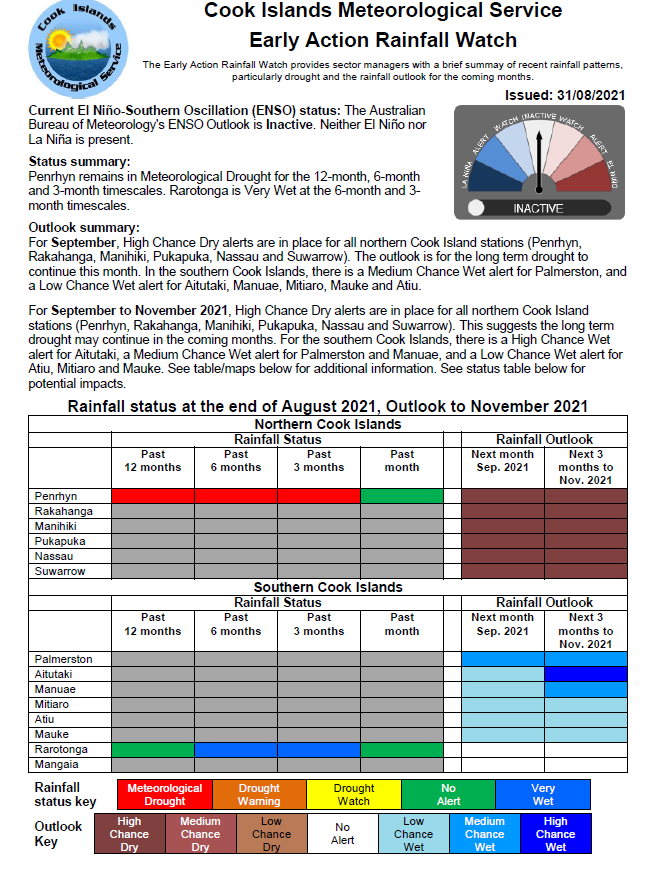 Cook Islands
Meteorological Service
Cook Islands Meteorological Service
Early Action Rainfall Watch
The Early Action Rainfall Watch provides sector managers with a brief summay of recent rainfall patterns,
particularly drought and the rainfall outlook for the coming months.
Issued: 31/08/2021
Current El Niño-Southern Oscillation (ENSO) status: The Australian
Bureau of Meteorology's ENSO Outlook is Inactive. Neither El Niño nor
La Niña is present.
LA NIÑA ALERT WATCH INACTIVE WATCH ALERT EL NIÑO
INACTIVE
Status summary:
Penrhyn remains in Meteorological Drought for the 12-month, 6-month
and 3-month timescales. Rarotonga is Very Wet at the 6-month and 3-
month timescales.
Outlook summary:
For September, High Chance Dry alerts are in place for all northern Cook Island stations (Penrhyn,
Rakahanga, Manihiki, Pukapuka, Nassau and Suwarrow). The outlook is for the long term drought to
continue this month. In the southern Cook Islands, there is a Medium Chance Wet alert for Palmerston, and
a Low Chance Wet alert for Aitutaki, Manuae, Mitiaro, Mauke and Atiu.
For September to November 2021, High Chance Dry alerts are in place for all northern Cook Island
stations (Penrhyn, Rakahanga, Manihiki, Pukapuka, Nassau and Suwarrow). This suggests the long term
drought may continue in the coming months. For the southern Cook Islands, there is a High Chance Wet
alert for Aitutaki, a Medium Chance Wet alert for Palmerston and Manuae, and a Low Chance Wet alert for
Atiu, Mitiaro and Mauke. See table/maps below for additional information. See status table below for
potential impacts.
Rainfall status at the end of August 2021, Outlook to November 2021
Northern Cook Islands
Rainfall Status Rainfall Outlook
Past Past Past Past Next month Next 3
12 months 6 months 3 months month Sep. 2021 months to
Nov. 2021
Penrhyn
Rakahanga
Manihiki
Pukapuka
Nassau
Suwarrow
Southern Cook Islands
Rainfall Status Rainfall Outlook
Past Past Past Past Next month Next 3
12 months 6 months 3 months month Sep. 2021 months to
Nov. 2021
Palmerston
Aitutaki
Manuae
Mitiaro
Atiu
Mauke
Rarotonga
Mangaia
Rainfall Meteorological Drought Drought No Very
status key Drought Warning Watch Alert Wet
Outlook High Medium Low No Low Medium High
Key Chance Chance Chance Alert Chance Chance Chance
Dry Dry Dry Wet Wet Wet